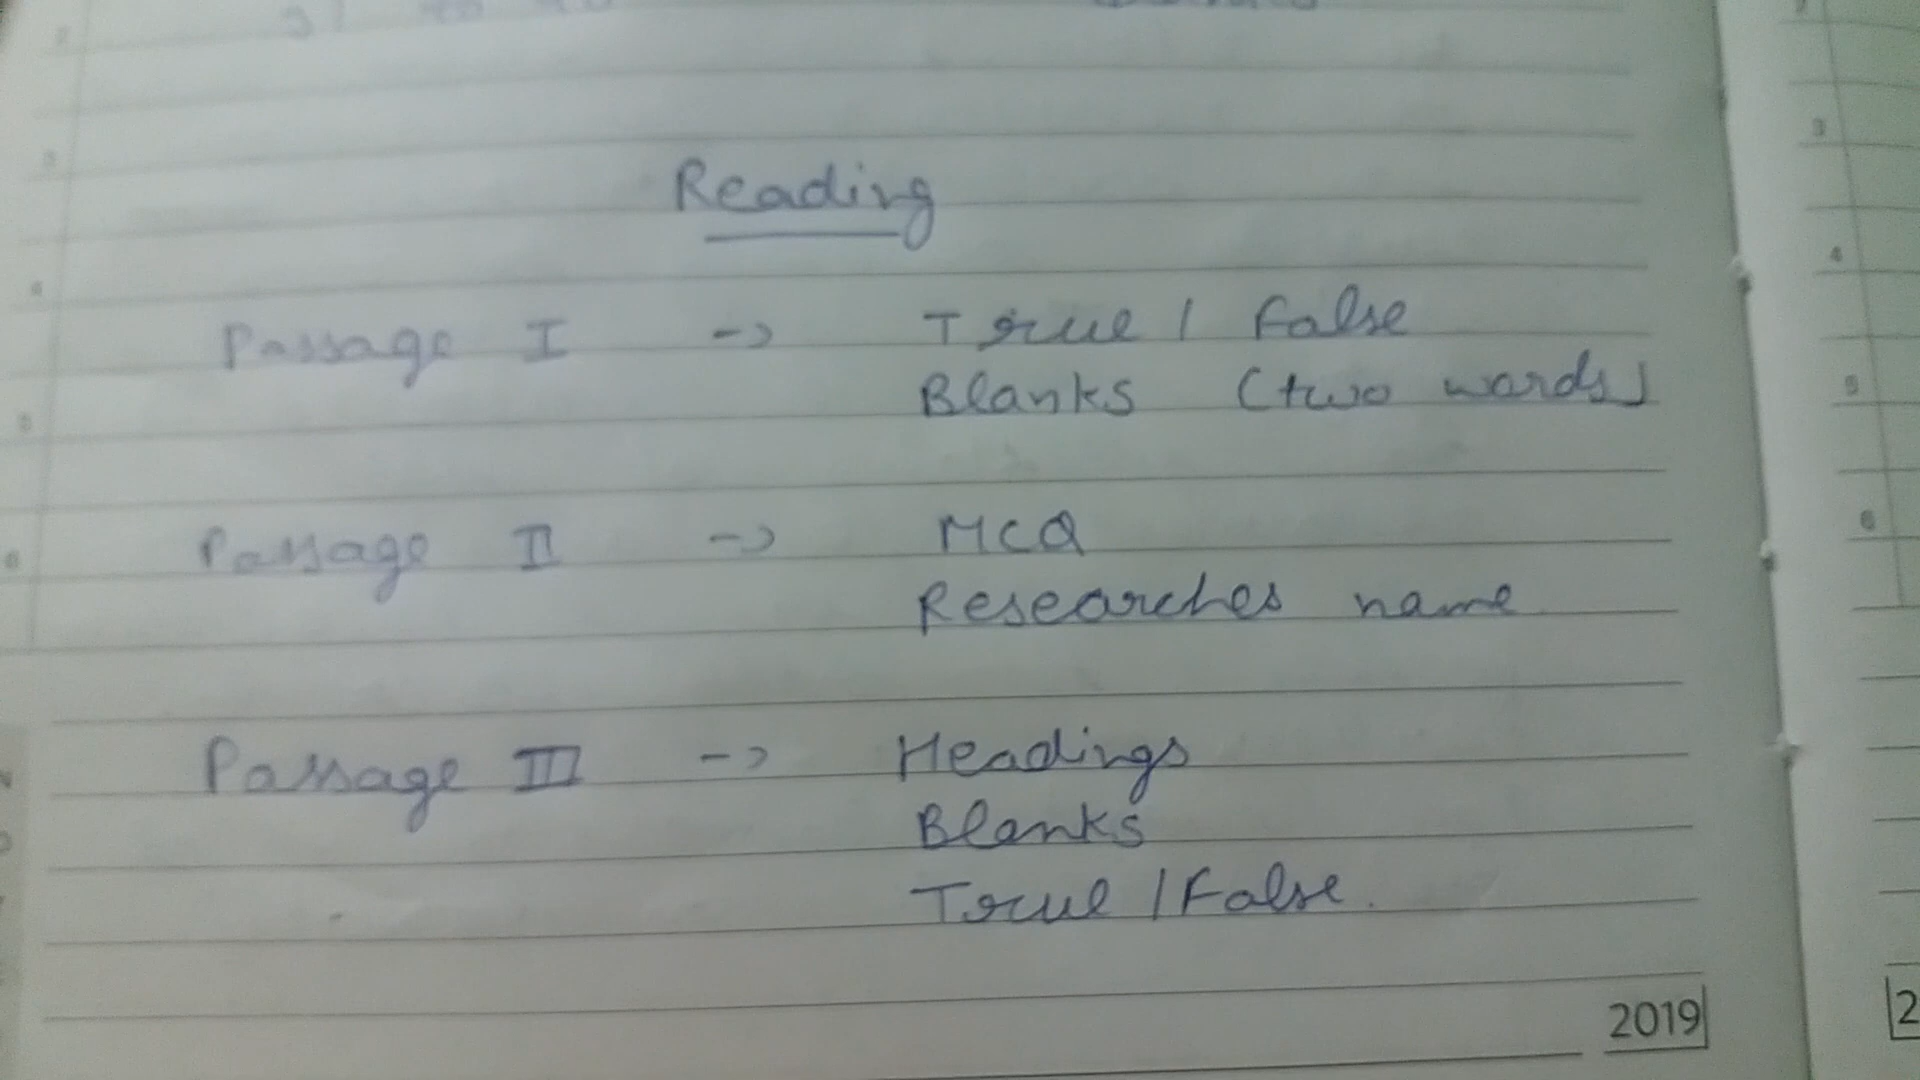 Reading
Passage I -> True / False
Blanks (two words)
Passage II -> MCQ
Researches name
Passage III -> Headings
Blanks
True / False.
2019